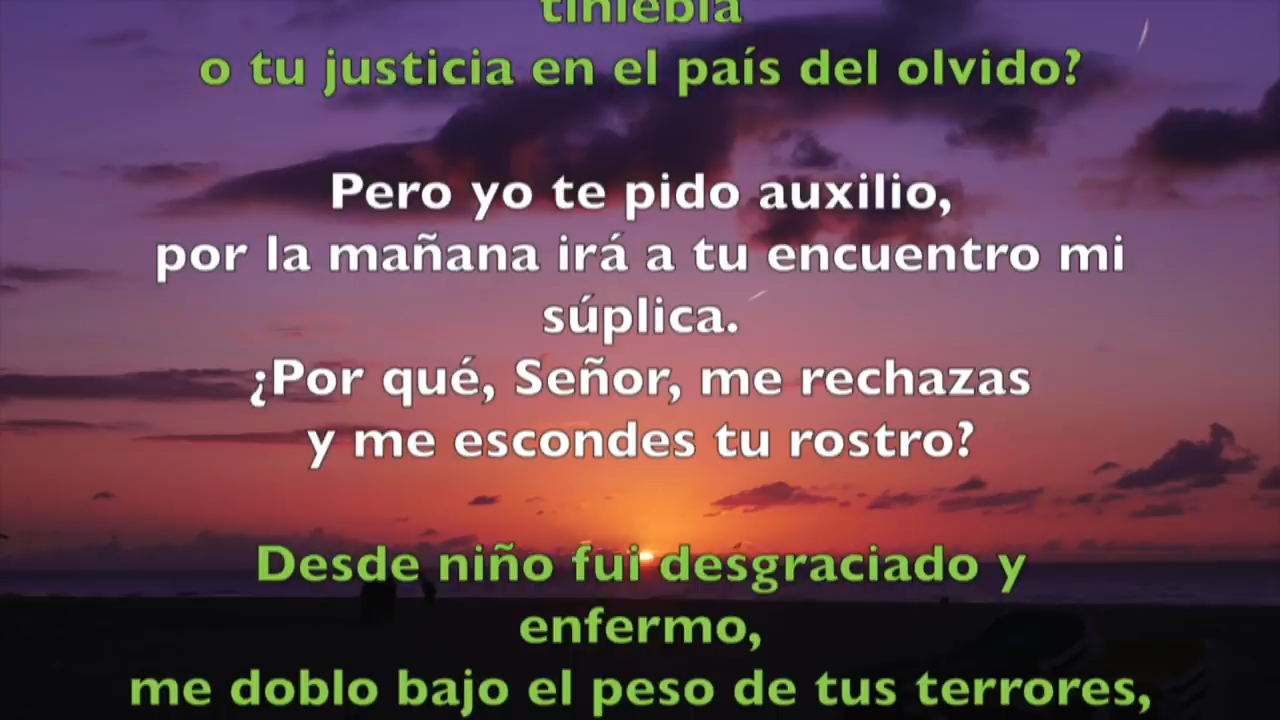 tiniebla
o tu justicia en el país del olvido?
Pero yo te pido auxilio,
por la mañana irá a tu encuentro mi
súplica.
¿Por qué, Señor, me rechazas
y me escondes tu rostro?
Desde niño fui desgraciado y
enfermo,
me doblo bajo el peso de tus terrores,